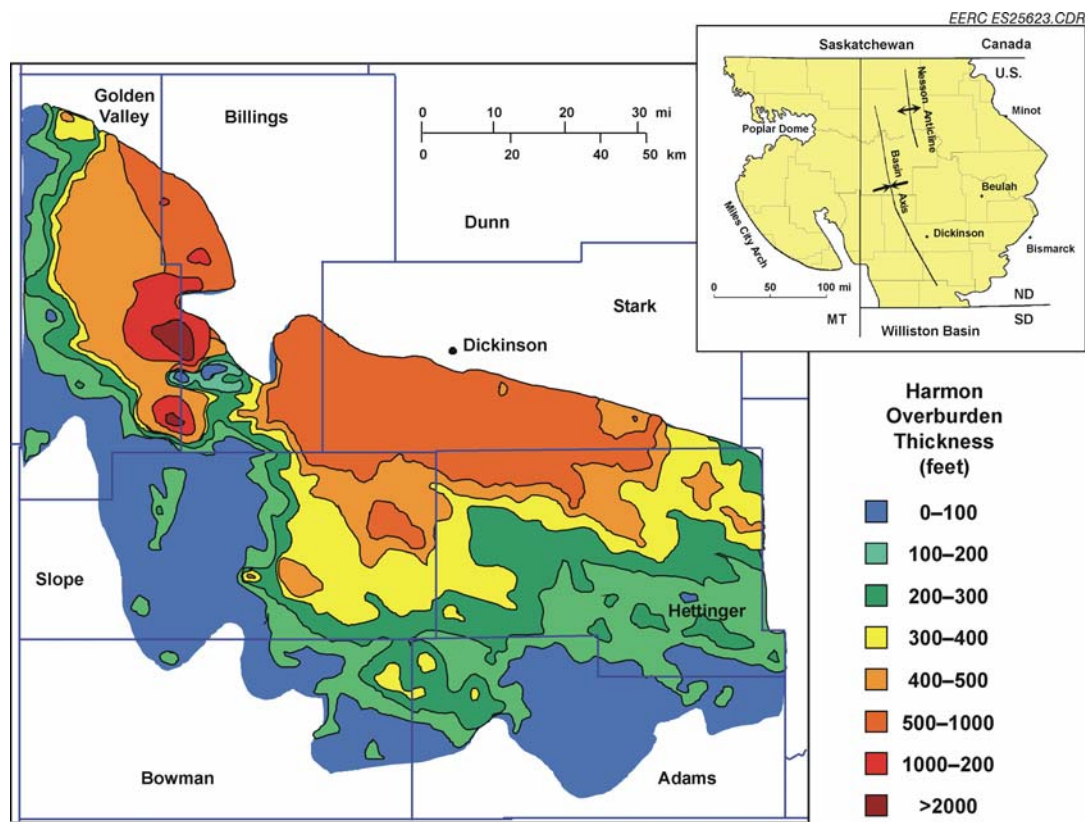 EERC ES25623.CDR
Golden
Valley
Billings
0 10 20 30 mi
0 20 40 50 km
Dunn
Stark
Dickinson
Slope
Hettinger
Bowman
Adams
Saskatchewan
Canada
U.S.
Nesson
Anticline
Minot
Poplar Dome
Basin
Axis
Beulah
Miles City Arch
Dickinson
Bismarck
0 50 100 mi
ND
MT
Williston Basin
SD
Harmon
Overburden
Thickness
(feet)
0–100
100–200
200–300
300–400
400–500
500–1000
1000–200
>2000